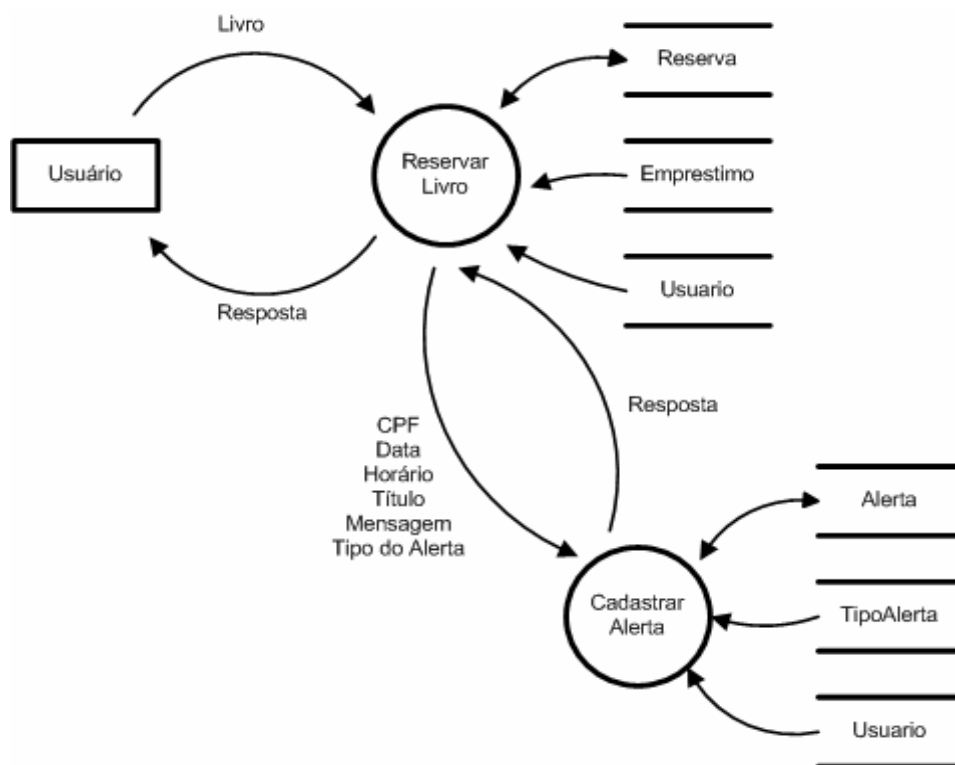 Livro
Reserva
Usuário
Reservar
Livro
Emprestimo
Usuario
Resposta
Resposta
CPF
Data
Horário
Título
Mensagem
Tipo do Alerta
Alerta
Cadastrar
Alerta
TipoAlerta
Usuario